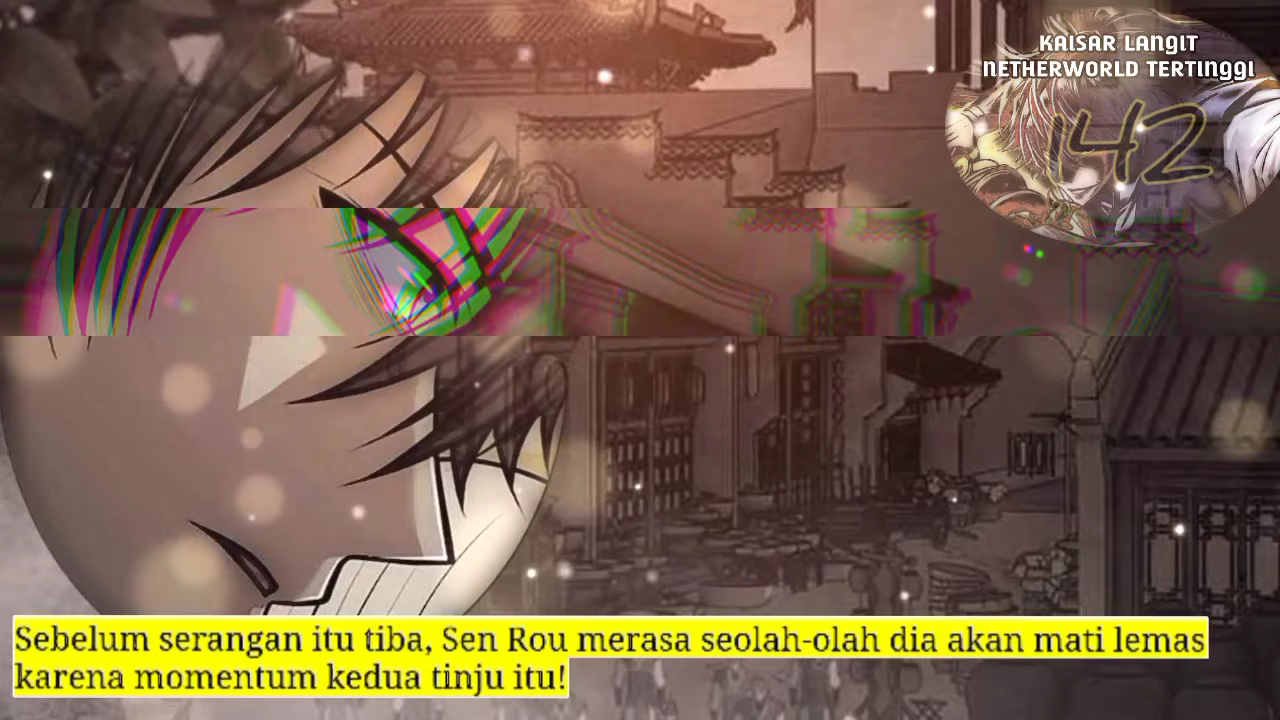 KAISAR LANGIT
NETHERWORLD TERTINGGI
142
Sebelum serangan itu tiba, Sen Rou merasa seolah-olah dia akan mati lemas
karena momentum kedua tinju itu!